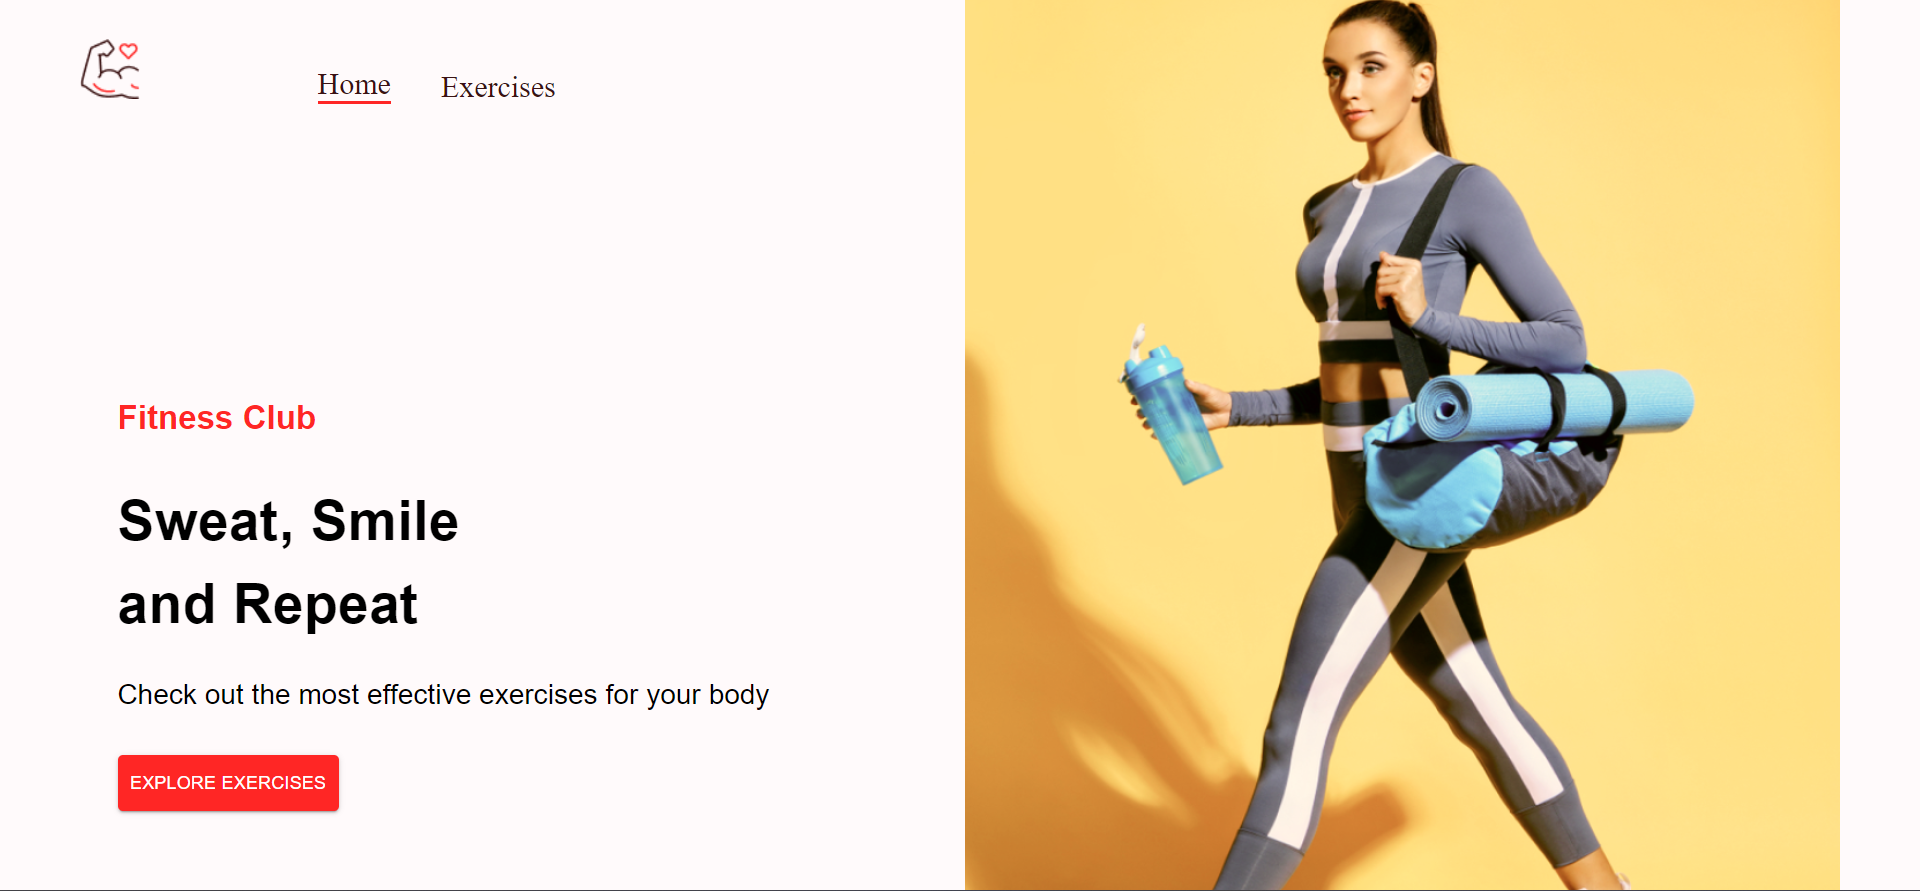 Home
Exercises
Fitness Club
Sweat, Smile
and Repeat
Check out the most effective exercises for your body
EXPLORE EXERCISES